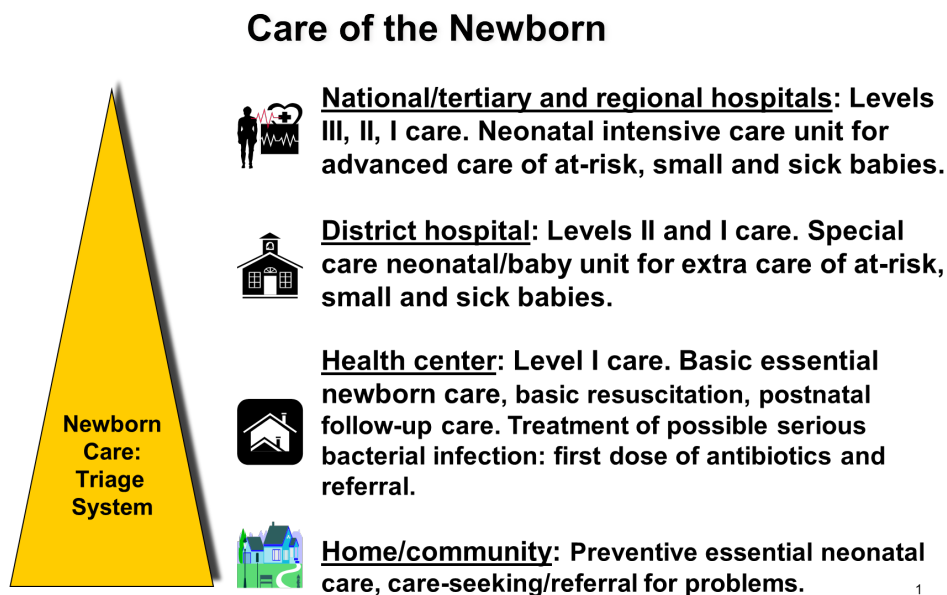 Care of the Newborn
National/tertiary and regional hospitals: Levels
III, II, I care. Neonatal intensive care unit for
advanced care of at-risk, small and sick babies.
District hospital: Levels II and I care. Special
care neonatal/baby unit for extra care of at-risk,
small and sick babies.
Health center: Level I care. Basic essential
newborn care, basic resuscitation, postnatal
follow-up care. Treatment of possible serious
bacterial infection: first dose of antibiotics and
referral.
Newborn
Care:
Triage
System
Home/community: Preventive essential neonatal
care, care-seeking/referral for problems.
1